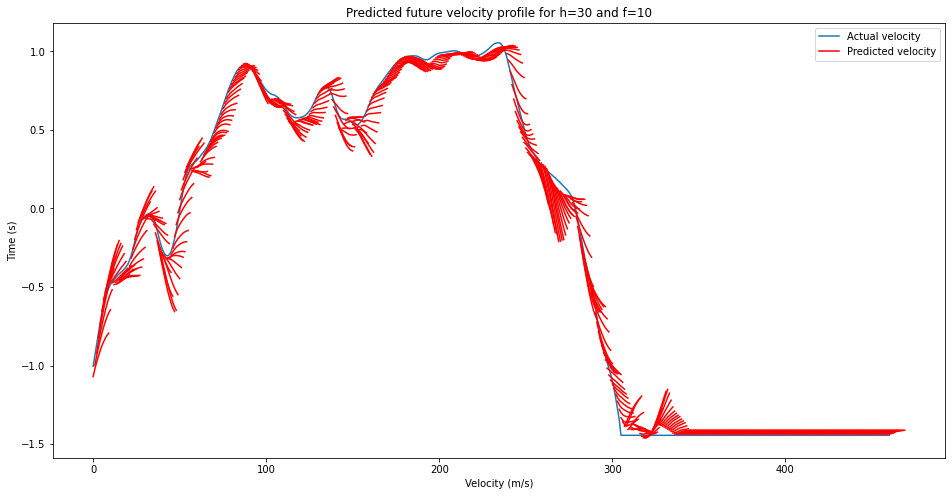 Predicted future velocity profile for h=30 and f=10
Actual velocity
Predicted velocity
Time (s)
1.0
0.5
0.0
−0.5
−1.0
−1.5
0
100
200
300
400
Velocity (m/s)